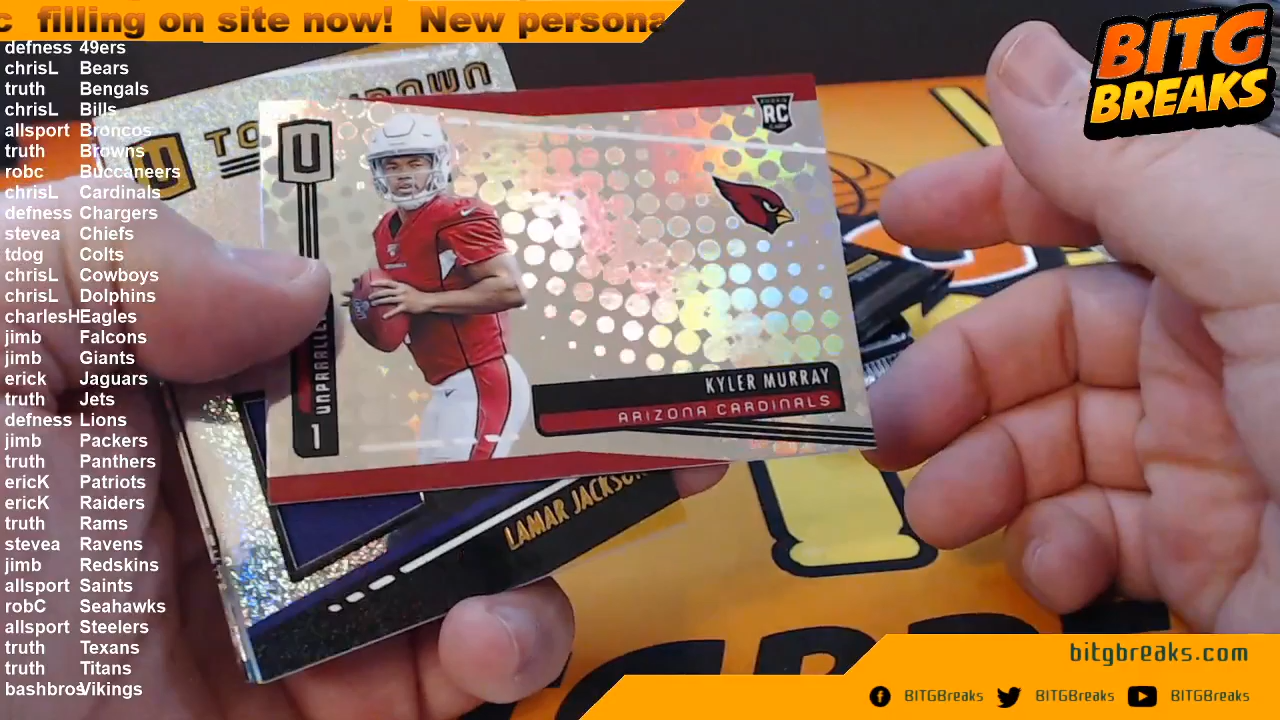 c filling on site now! New persona
defness 49ers
chrisL Bears
truth Bengals
chrisL Bills
allsport Broncos
truth Browns
robc Buccaneers
chrisL Cardinals
defness Chargers
stevea Chiefs
tdog Colts
chrisL Cowboys
chrisL Dolphins
charlesH Eagles
jimb Falcons
jimb Giants
erick Jaguars
truth Jets
defness Lions
jimb Packers
truth Panthers
ericK Patriots
ericK Raiders
truth Rams
stevea Ravens
jimb Redskins
allsport Saints
robC Seahawks
allsport Steelers
truth Texans
truth Titans
bashbros Vikings
BITG
BREAKS
U
RC
UNPARALLE
1
KYLER MURRAY
ARIZONA CARDINALS
U
LAMAR JACKSON
bitgbreaks.com
BITGBreaks BITGBreaks BITGBreaks